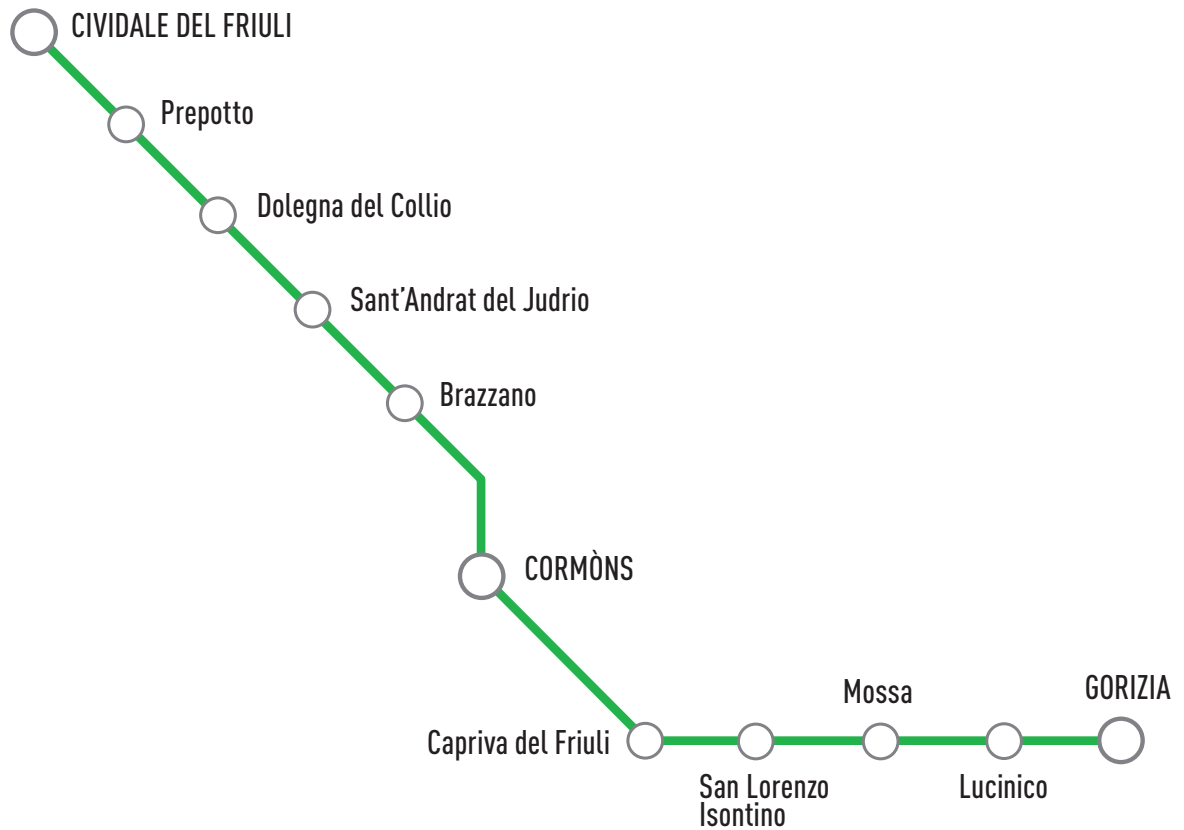 CIVIDALE DEL FRIULI
Prepotto
Dolegna del Collio
Sant’Andrat del Judrio
Brazzano
CORMÒNS
Capriva del Friuli
San Lorenzo
Isontino
Mossa
Lucinico
GORIZIA